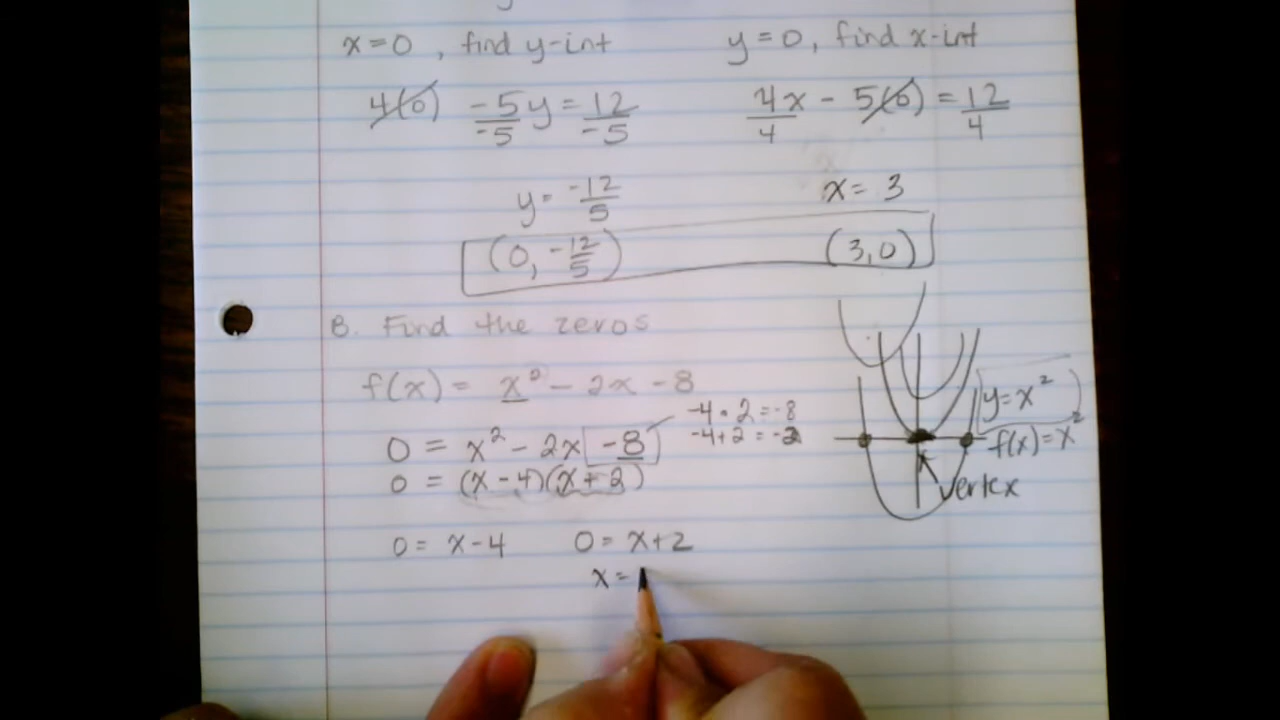 x=0, find y-int
y=0, find x-int
4(0) -5y = 12
-5 -5
4x - 5(0) = 12
4 4
y = -12/5
x = 3
(0, -12/5)
(3,0)
B. Find the zeros
f(x) = x² - 2x - 8
0 = x² - 2x - 8
-4 · 2 = -8
-4+2 = -2
0 = (x-4)(x+2)
0 = x-4
0 = x+2
x =
y=x²
f(x)=x²
vertex